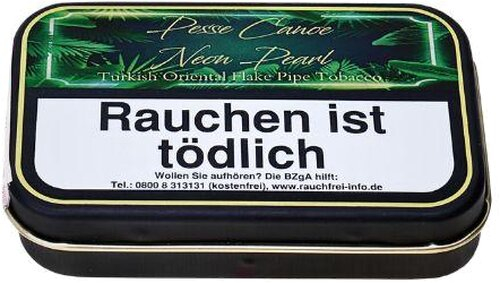 Pesse Canoe
Neon Pearl
Turkish Oriental Flake Pipe Tobacco
Rauchen ist
tödlich
Wollen Sie aufhören? Die BZgA hilft:
Tel.: 0800 8 313131 (kostenfrei), www.rauchfrei-info.de